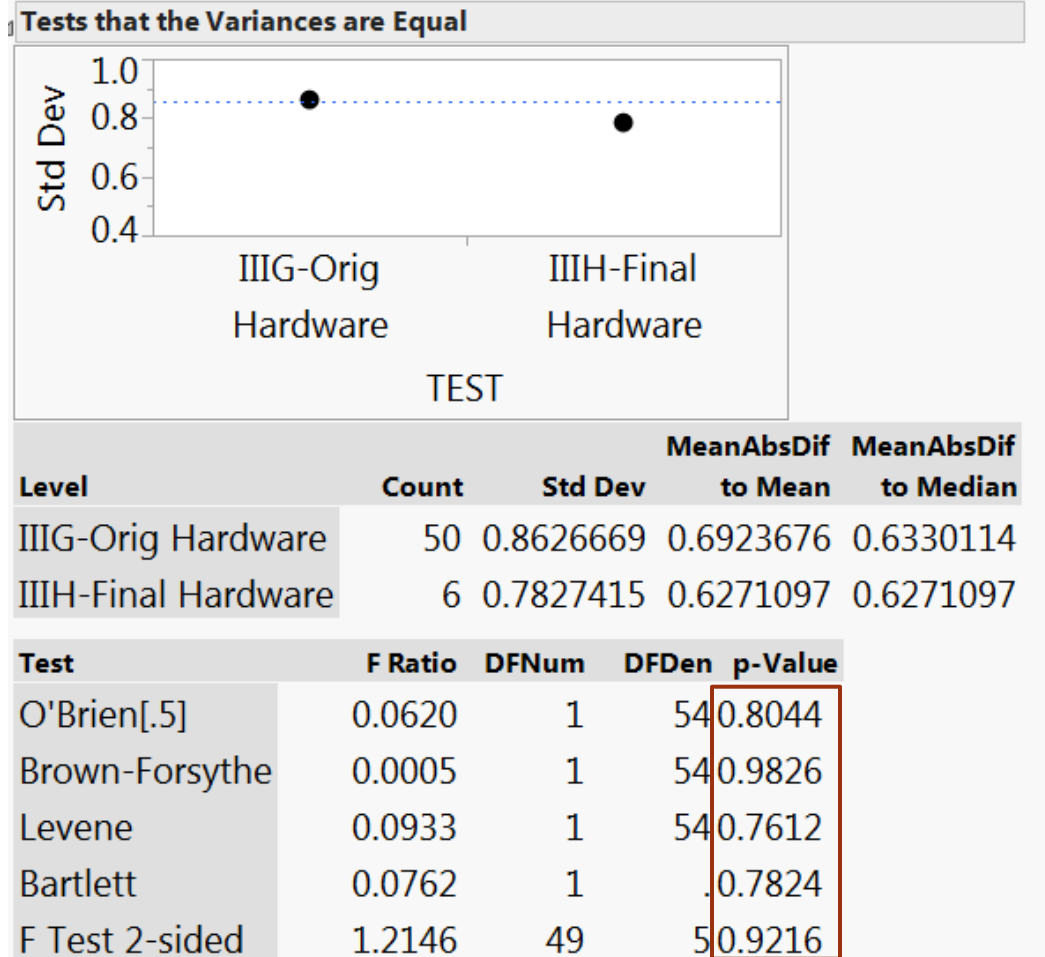 Tests that the Variances are Equal
1.0
0.8
0.6
0.4
Std Dev
IIIG-Orig Hardware
IIIH-Final Hardware
TEST
Level Count Std Dev MeanAbsDif to Mean MeanAbsDif to Median
IIIG-Orig Hardware 50 0.8626669 0.6923676 0.6330114
IIIH-Final Hardware 6 0.7827415 0.6271097 0.6271097
Test F Ratio DFNum DFDen p-Value
O'Brien[.5] 0.0620 1 54 0.8044
Brown-Forsythe 0.0005 1 54 0.9826
Levene 0.0933 1 54 0.7612
Bartlett 0.0762 1 . 0.7824
F Test 2-sided 1.2146 49 5 0.9216